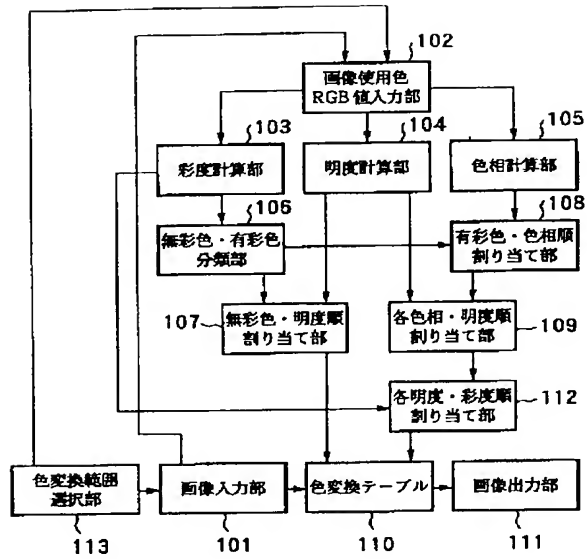 102
画像使用色
RGB値入力部
103
104
105
彩度計算部
明度計算部
色相計算部
106
108
無彩色・有彩色
分類部
有彩色・色相順
割り当て部
107
無彩色・明度順
割り当て部
各色相・明度順
割り当て部
109
各明度・彩度順
割り当て部
112
色変換範囲
選択部
画像入力部
色変換テーブル
画像出力部
113
101
110
111